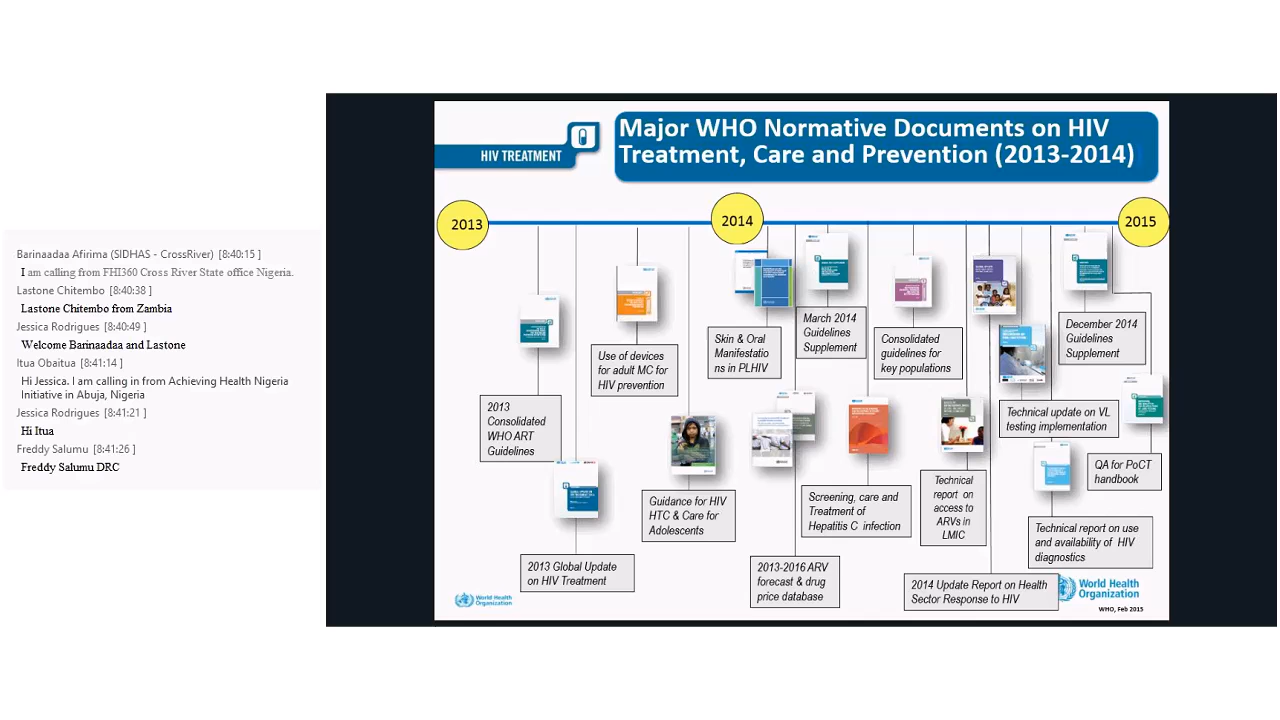 Barinaadaa Afirima (SIDHAS - CrossRiver) [8:40:15 ]
I am calling from FHI360 Cross River State office Nigeria.
Lastone Chitembo [8:40:38 ]
Lastone Chitembo from Zambia
Jessica Rodrigues [8:40:49 ]
Welcome Barinaadaa and Lastone
Itua Obaitua [8:41:14 ]
Hi Jessica. I am calling in from Achieving Health Nigeria
Initiative in Abuja, Nigeria
Jessica Rodrigues [8:41:21 ]
Hi Itua
Freddy Salumu [8:41:26 ]
Freddy Salumu DRC
HIV TREATMENT
Major WHO Normative Documents on HIV
Treatment, Care and Prevention (2013-2014)
2013
2014
2015
2013
Consolidated
WHO ART
Guidelines
2013 Global Update
on HIV Treatment
Use of devices
for adult MC for
HIV prevention
Guidance for HIV
HTC & Care for
Adolescents
Skin & Oral
Manifestatio
ns in PLHIV
2013-2016 ARV
forecast & drug
price database
March 2014
Guidelines
Supplement
Screening, care and
Treatment of
Hepatitis C infection
Consolidated
guidelines for
key populations
Technical
report on
access to
ARVs in
LMIC
2014 Update Report on Health
Sector Response to HIV
Technical update on VL
testing implementation
Technical report on use
and availability of HIV
diagnostics
December 2014
Guidelines
Supplement
QA for PoCT
handbook
World Health
Organization
World Health
Organization
WHO, Feb 2015